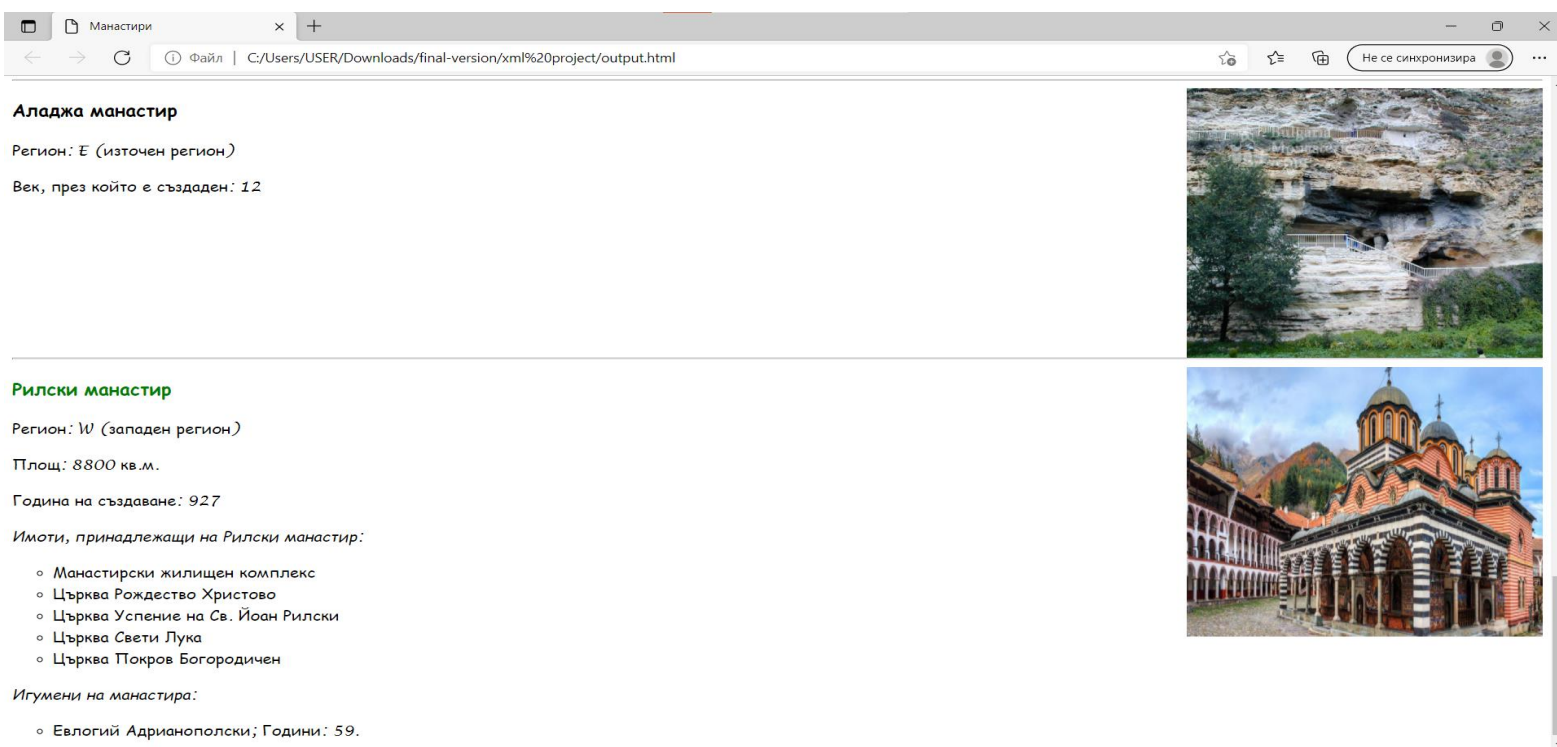 Манастири
Файл | C:/Users/USER/Downloads/final-version/xml%20project/output.html
Не се синхронизира
Аладжа манастир
Регион: E (източен регион)
Век, през който е създаден: 12
Рилски манастир
Регион: W (западен регион)
Площ: 8800 кв.м.
Година на създаване: 927
Имоти, принадлежащи на Рилски манастир:
Манастирски жилищен комплекс
Църква Рождество Христово
Църква Успение на Св. Йоан Рилски
Църква Свети Лука
Църква Покров Богородичен
Игумени на манастира:
Евлогий Адрианополски; Години: 59.